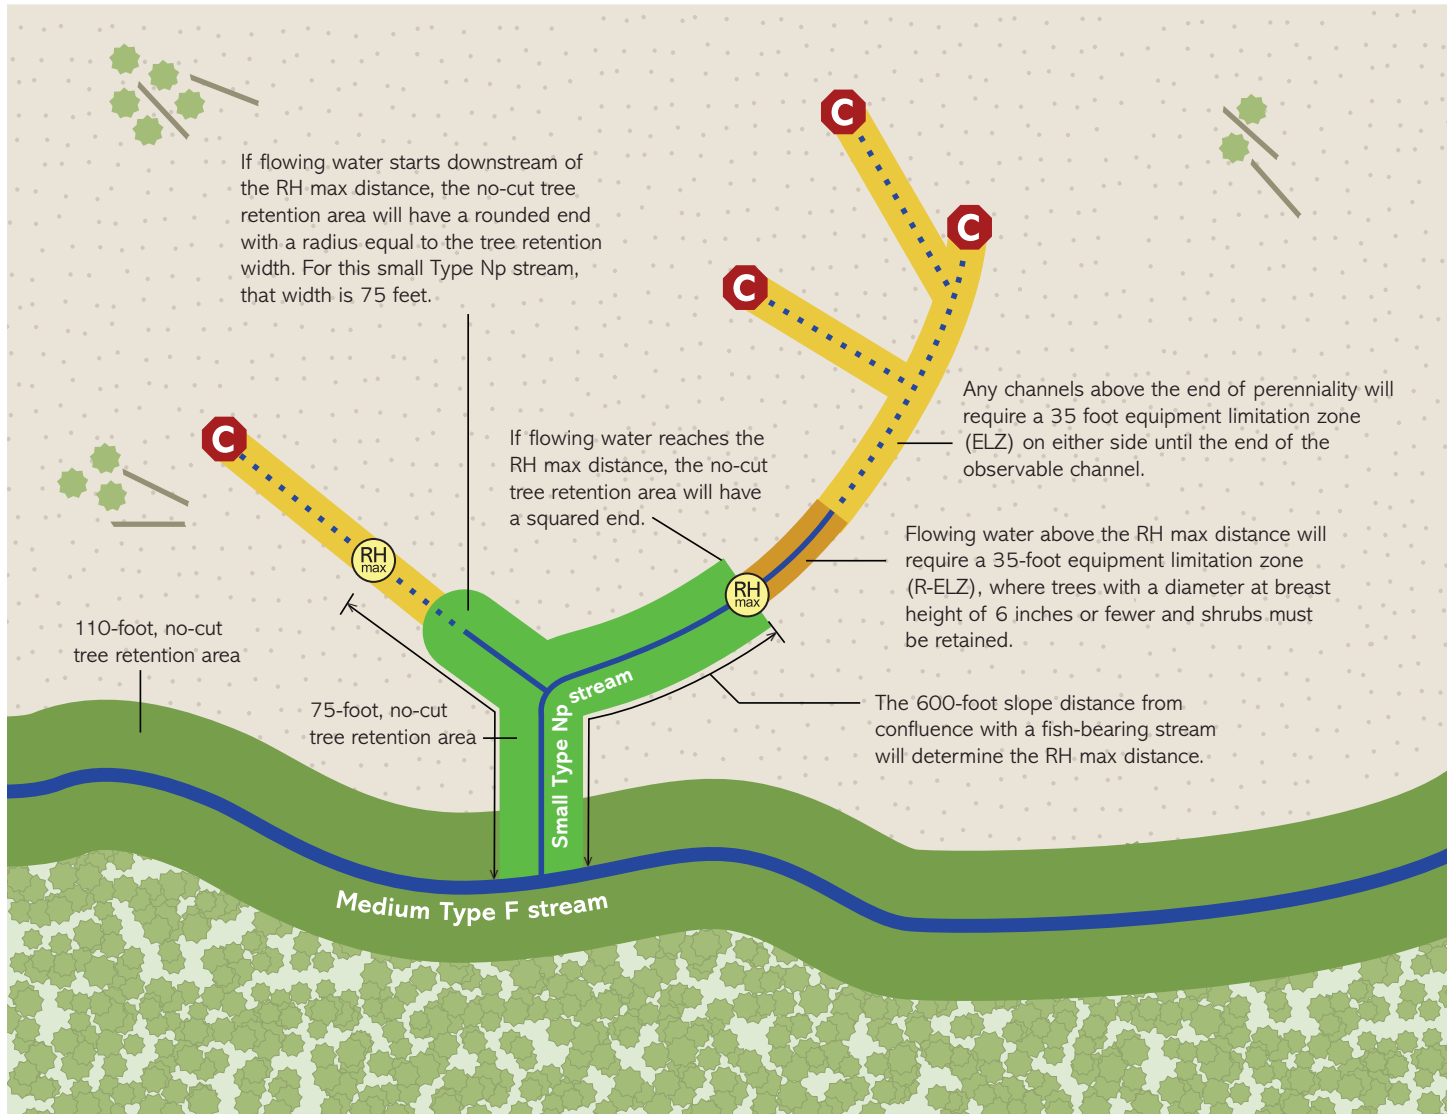 C
C
C
C
If flowing water starts downstream of
the RH max distance, the no-cut tree
retention area will have a rounded end
with a radius equal to the tree retention
width. For this small Type Np stream,
that width is 75 feet.
Any channels above the end of perenniality will
require a 35 foot equipment limitation zone
(ELZ) on either side until the end of the
observable channel.
If flowing water reaches the
RH max distance, the no-cut
tree retention area will have
a squared end.
Flowing water above the RH max distance will
require a 35-foot equipment limitation zone
(R-ELZ), where trees with a diameter at breast
height of 6 inches or fewer and shrubs must
be retained.
RH
max
RH
max
110-foot, no-cut
tree retention area
75-foot, no-cut
tree retention area
Small Type Np stream
The 600-foot slope distance from
confluence with a fish-bearing stream
will determine the RH max distance.
Medium Type F stream